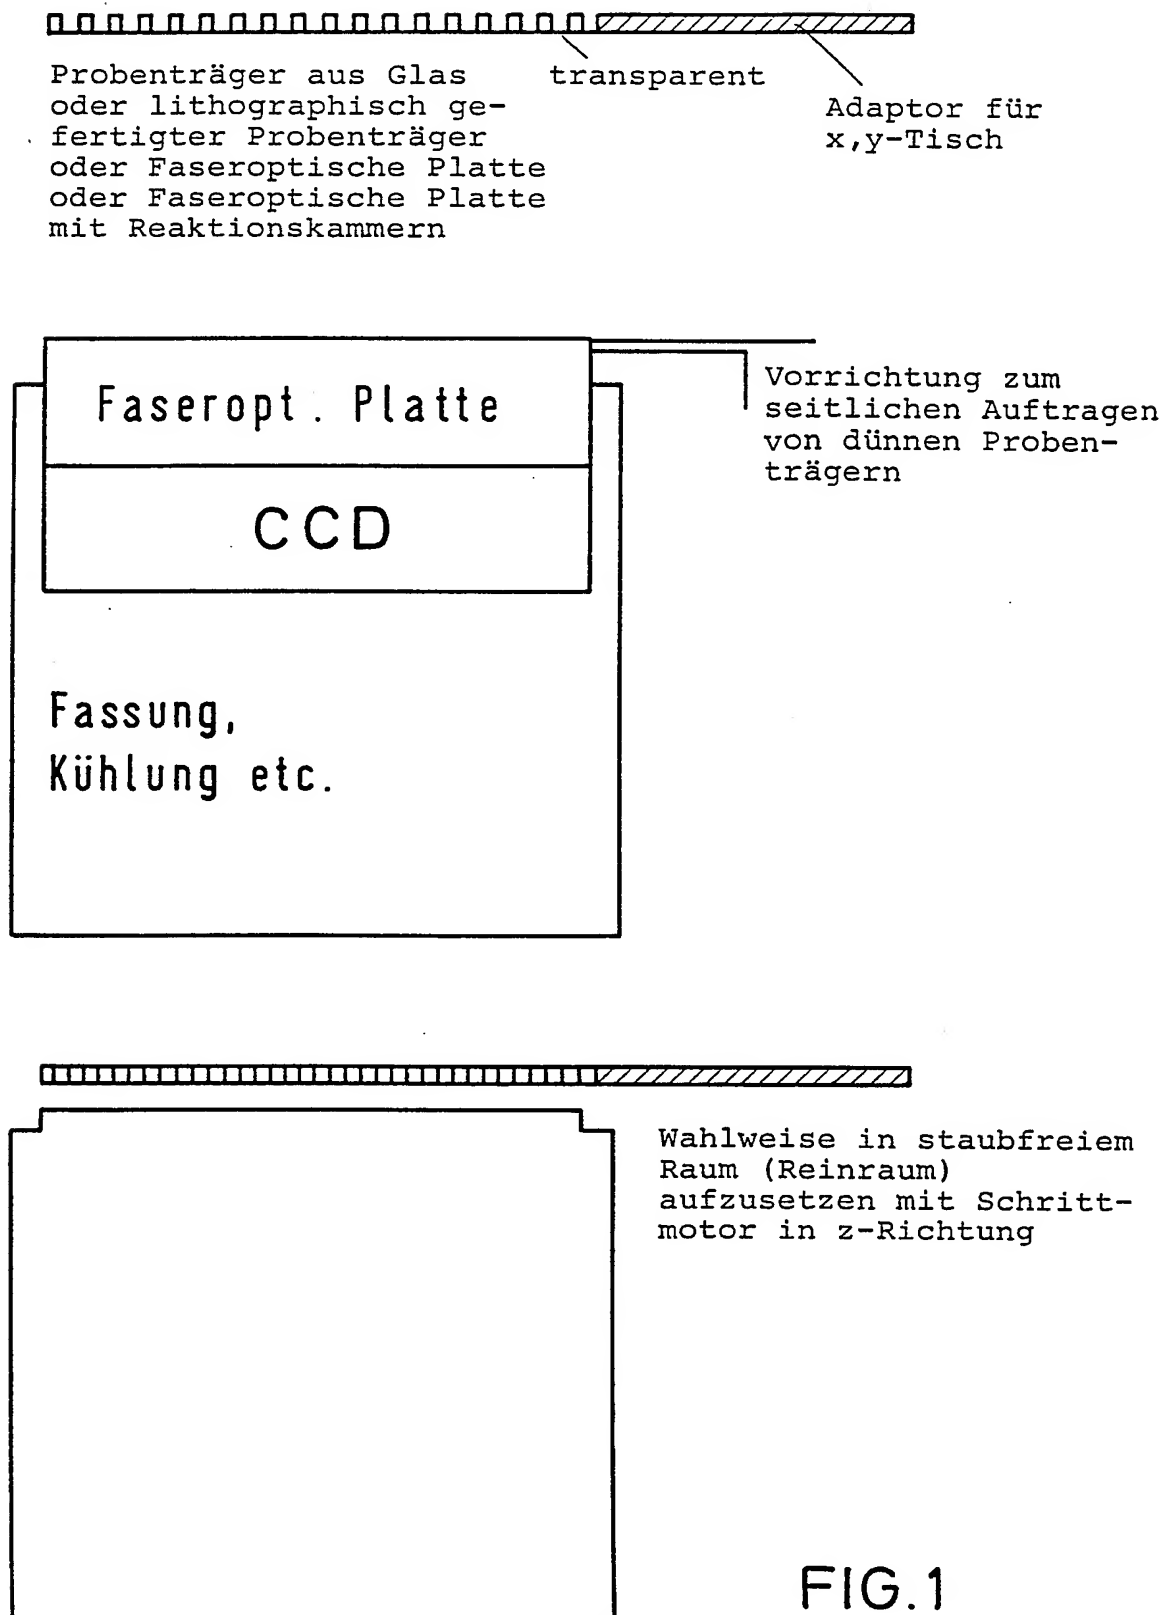 Probenträger aus Glas
oder lithographisch ge-
fertigter Probenträger
oder Faseroptische Platte
oder Faseroptische Platte
mit Reaktionskammern
transparent
Adaptor für
x,y-Tisch
Faseropt. Platte
CCD
Fassung,
Kühlung etc.
Vorrichtung zum
seitlichen Auftragen
von dünnen Proben-
trägern
Wahlweise in staubfreiem
Raum (Reinraum)
aufzusetzen mit Schritt-
motor in z-Richtung
FIG.1